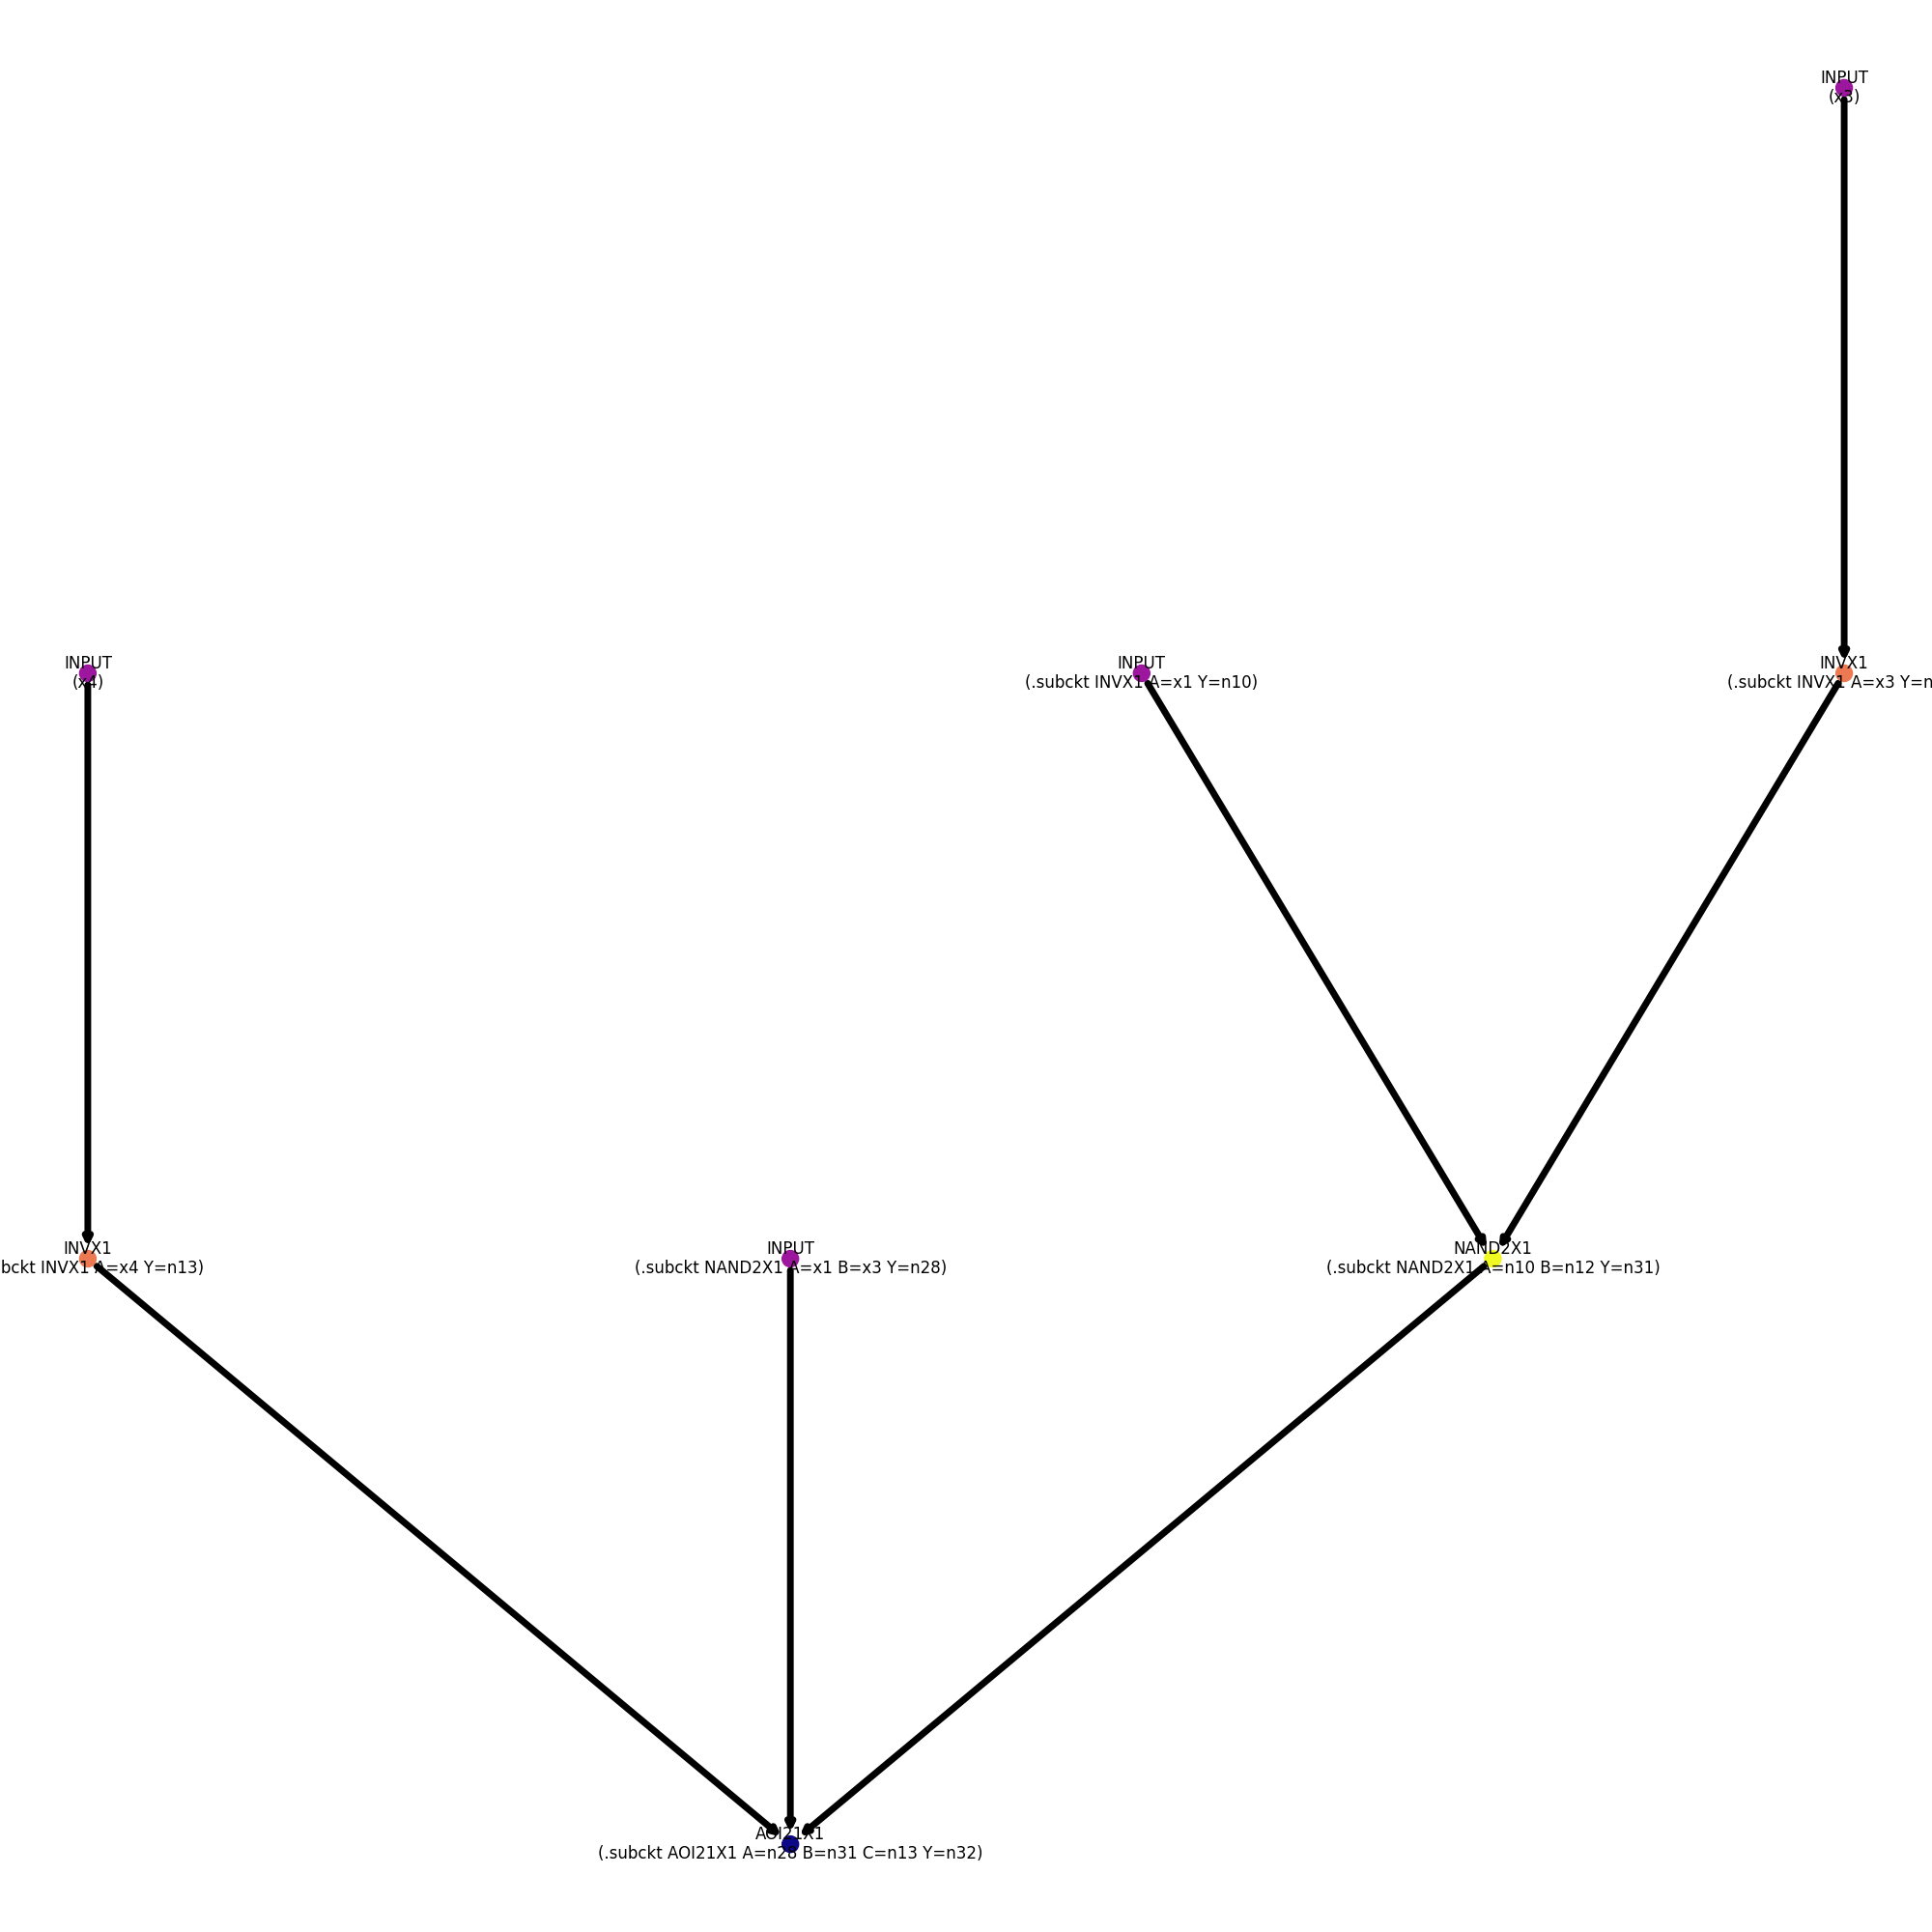 INPUT
(x3)
INPUT
(x4)
INPUT
(.subckt INVX1 A=x1 Y=n10)
INVX1
(.subckt INVX1 A=x3 Y=n
INVX1
bckt INVX1 A=x4 Y=n13)
INPUT
(.subckt NAND2X1 A=x1 B=x3 Y=n28)
NAND2X1
(.subckt NAND2X1 A=n10 B=n12 Y=n31)
AOI21X1
(.subckt AOI21X1 A=n28 B=n31 C=n13 Y=n32)